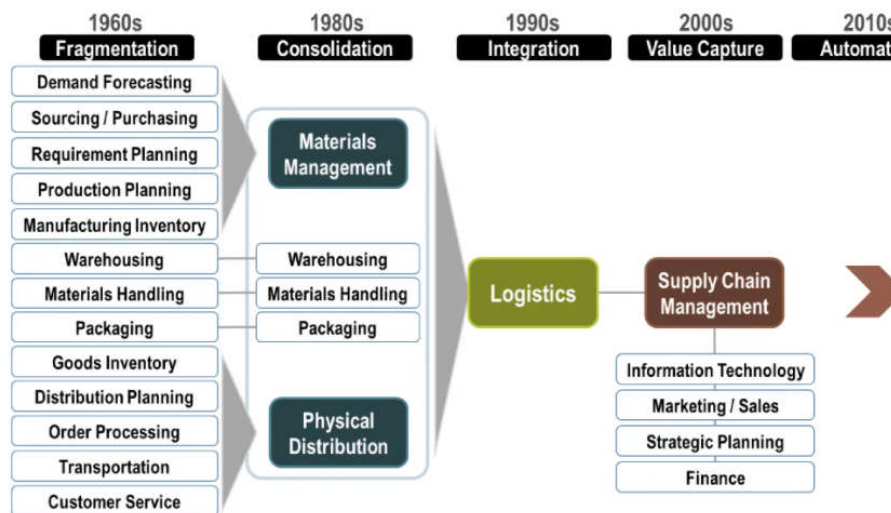 1960s
Fragmentation
Demand Forecasting
Sourcing / Purchasing
Requirement Planning
Production Planning
Manufacturing Inventory
Warehousing
Materials Handling
Packaging
Goods Inventory
Distribution Planning
Order Processing
Transportation
Customer Service
1980s
Consolidation
Materials
Management
Warehousing
Materials Handling
Packaging
Physical
Distribution
1990s
Integration
Logistics
2000s
Value Capture
Supply Chain
Management
Information Technology
Marketing / Sales
Strategic Planning
Finance
2010s
Automat